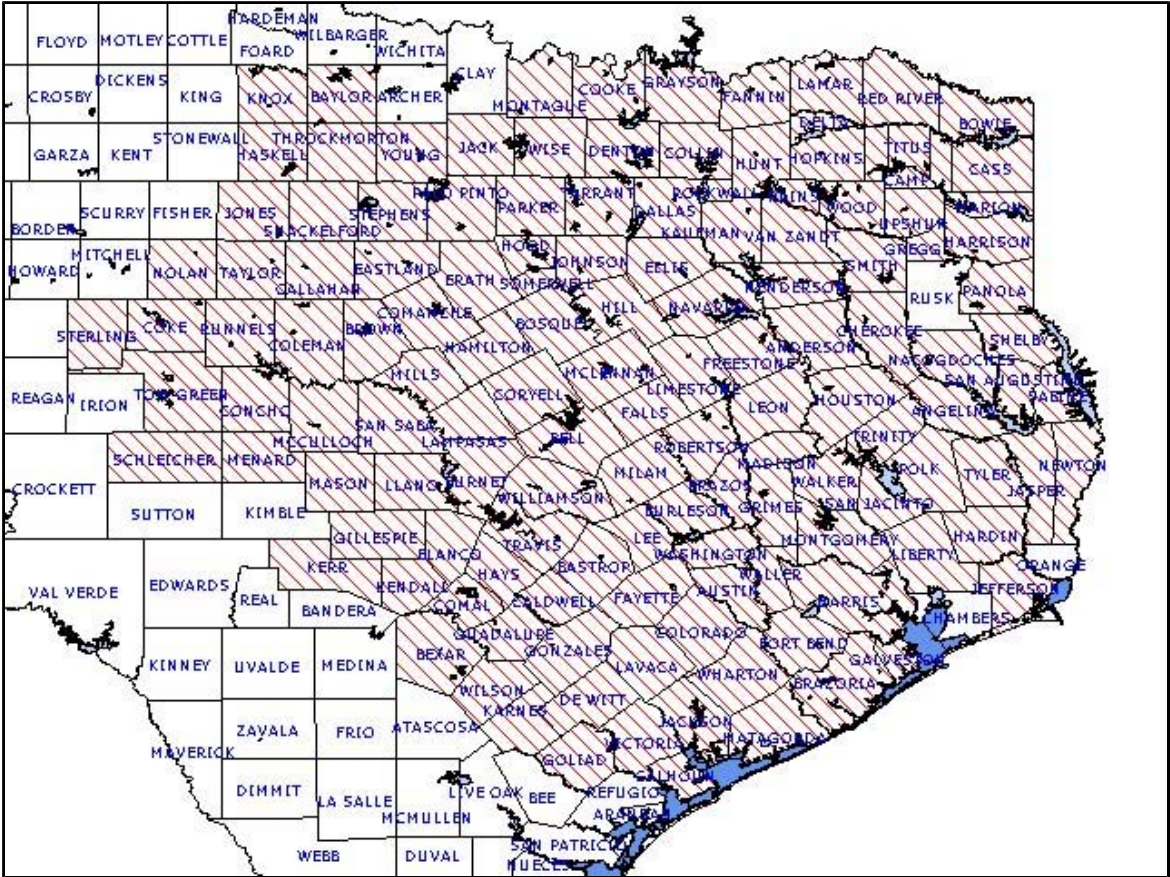 HARDEMAN
FLOYD MOTLEY COTTLE WILBARGER
FOARD WICHITA
CLAY
DICKENS
CROSBY KING KNOX BAYLOR ARCHER MONTAGUE COOKE GRAYSON FANNIN LAMAR RED RIVER
DELTA BOWIE
STONEWALL THROCKMORTON
GARZA KENT HASKELL YOUNG JACK WISE DENTON COLLIN HUNT HOPKINS TITUS
CAMP CASS
PALO PINTO TARRANT ROCKWALL RAINS
BORDEN SCURRY FISHER JONES STEPHENS PARKER DALLAS WOOD UPSHUR MARION
SHACKELFORD KAUFMAN VAN ZANDT
MITCHELL HOOD GREGG HARRISON
HOWARD NOLAN TAYLOR EASTLAND ERATH JOHNSON ELLIS SMITH
CALLAHAN SOMERVELL HENDERSON RUSK PANOLA
COMANCHE HILL NAVARRO
STERLING COKE RUNNELS BROWN BOSQUE CHEROKEE
COLEMAN HAMILTON ANDERSON SHELBY
MILLS MCLENNAN FREESTONE NACOGDOCHES
SAN AUGUSTINE
REAGAN IRION TOM GREEN CORYELL LIMESTONE HOUSTON SABINE
CONCHO LEON ANGELINA
SAN SABA FALLS
MCCULLOCH LAMPASAS BELL TRINITY
ROBERTSON
SCHLEICHER MENARD MILAM MADISON POLK TYLER NEWTON
CROCKETT MASON LLANO BURNET BRAZOS WALKER JASPER
WILLIAMSON SAN JACINTO
SUTTON KIMBLE BURLESON GRIMES
GILLESPIE TRAVIS LEE MONTGOMERY HARDIN
BLANCO WASHINGTON LIBERTY
KERR HAYS BASTROP ORANGE
VAL VERDE EDWARDS REAL KENDALL WALLER JEFFERSON
BANDERA COMAL CALDWELL FAYETTE AUSTIN HARRIS
CHAMBERS
GUADALUPE COLORADO FORT BEND
KINNEY UVALDE MEDINA BEXAR GONZALES LAVACA GALVESTON
WHARTON BRAZORIA
WILSON DE WITT
KARNES
ZAVALA FRIO ATASCOSA JACKSON
MAVERICK VICTORIA MATAGORDA
GOLIAD
CALHOUN
DIMMIT LIVE OAK BEE REFUGIO
LA SALLE
MCMULLEN ARANSAS
SAN PATRICIO
WEBB DUVAL NUECES